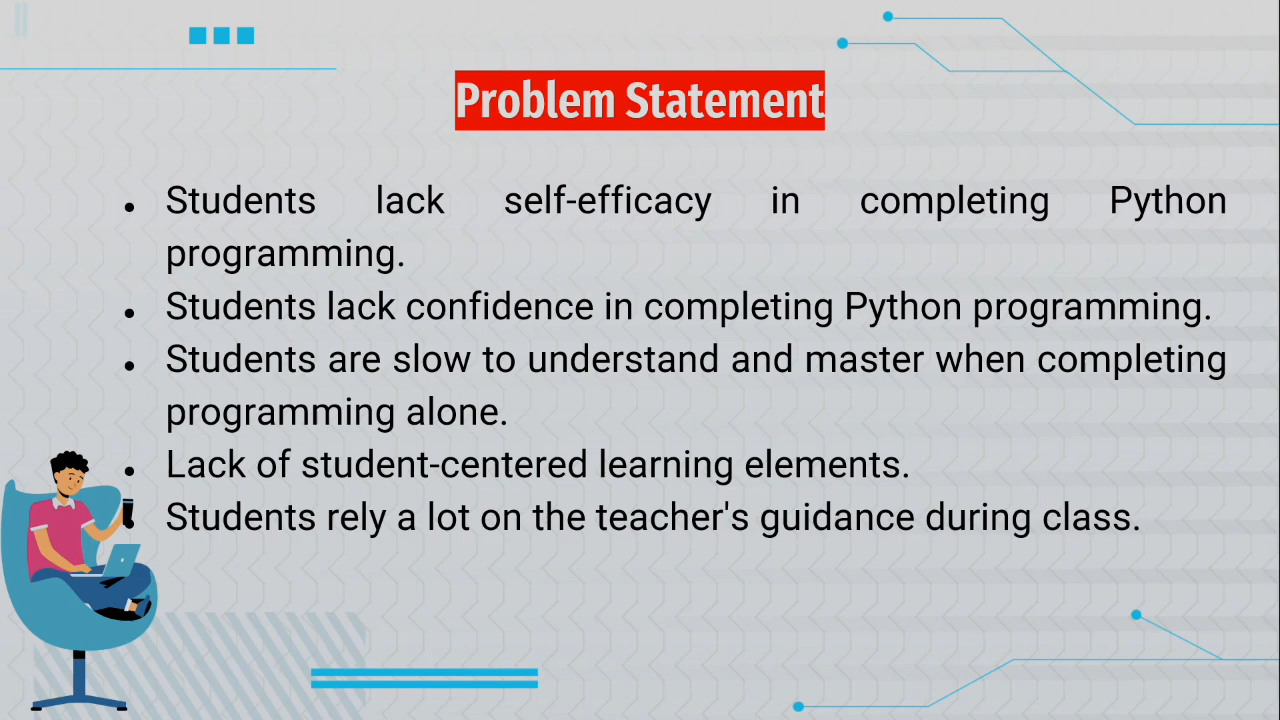 Problem Statement
• Students lack self-efficacy in completing Python
programming.
• Students lack confidence in completing Python programming.
• Students are slow to understand and master when completing
programming alone.
• Lack of student-centered learning elements.
• Students rely a lot on the teacher's guidance during class.